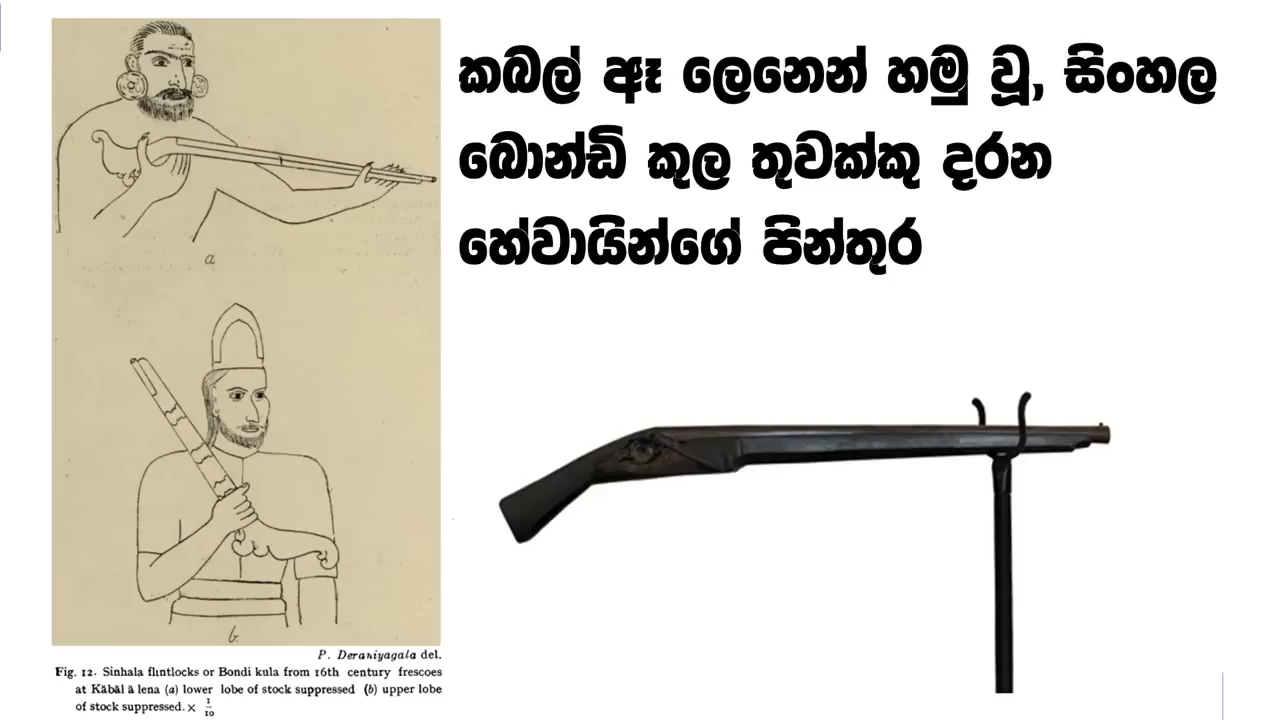 කබල් ඈ ලෙනෙන් හමු වූ, සිංහල
බොන්ඩි කුල තුවක්කු දරන
හේවායින්ගේ පින්තුර
a
b
P. Deraniyagala del.
Fig. 12. Sinhala flintlocks or Bondi kula from 16th century frescoes
at Käbäl ä lena (a) lower lobe of stock suppressed (b) upper lobe
of stock suppressed. × 1/10